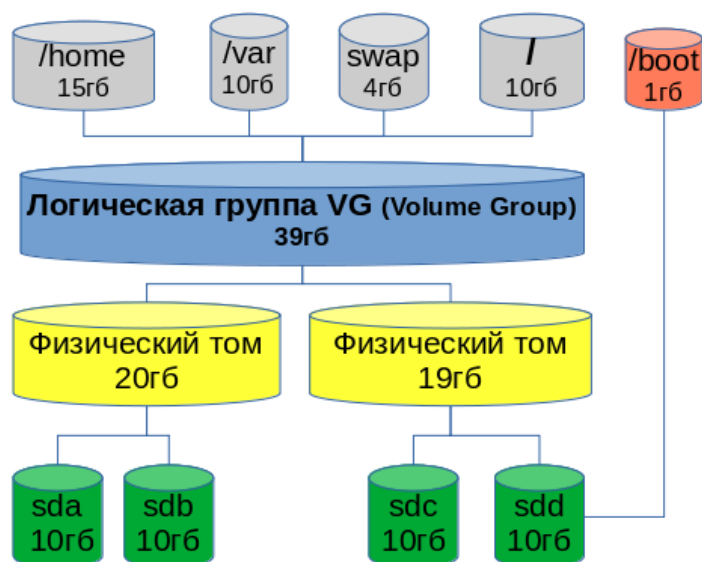 /home
15гб
/var
10гб
swap
4гб
/
10гб
/boot
1гб
Логическая группа VG (Volume Group)
39гб
Физический том
20гб
Физический том
19гб
sda
10гб
sdb
10гб
sdc
10гб
sdd
10гб